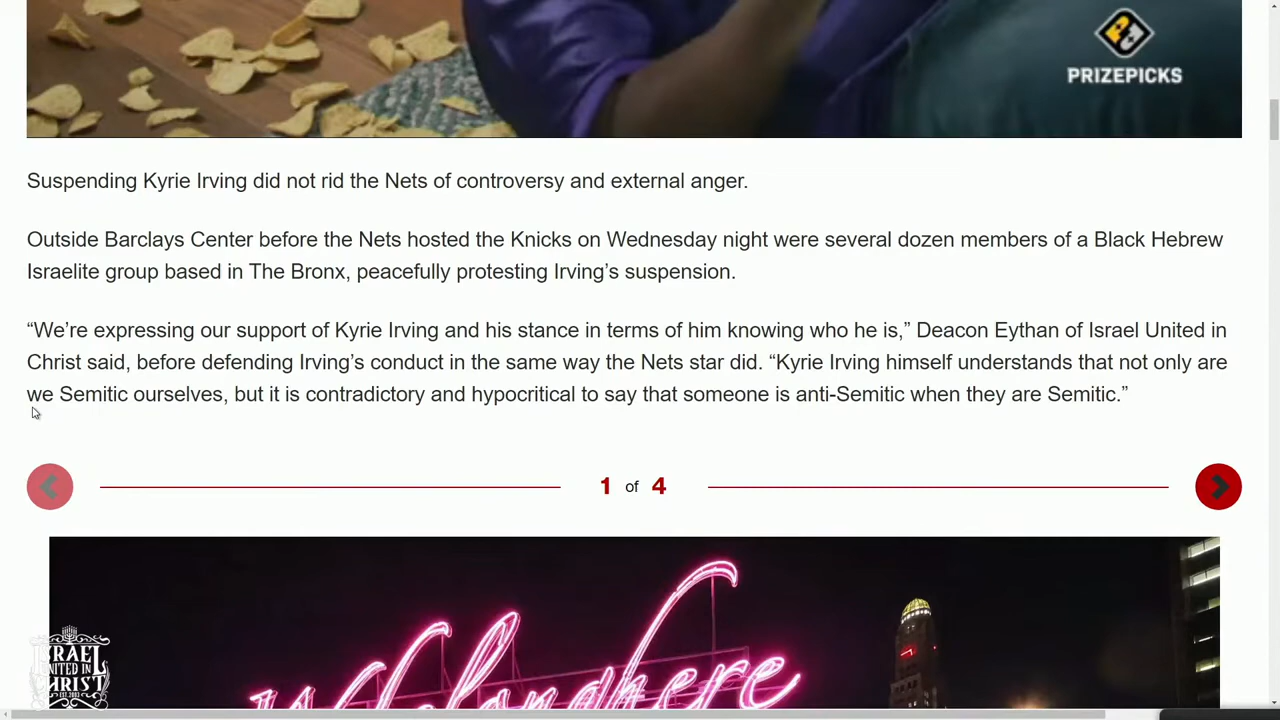 PRIZEPICKS
Suspending Kyrie Irving did not rid the Nets of controversy and external anger.
Outside Barclays Center before the Nets hosted the Knicks on Wednesday night were several dozen members of a Black Hebrew
Israelite group based in The Bronx, peacefully protesting Irving’s suspension.
“We’re expressing our support of Kyrie Irving and his stance in terms of him knowing who he is,” Deacon Eythan of Israel United in
Christ said, before defending Irving’s conduct in the same way the Nets star did. “Kyrie Irving himself understands that not only are
we Semitic ourselves, but it is contradictory and hypocritical to say that someone is anti-Semitic when they are Semitic.”
1 of 4
ISRAEL
UNITED IN
CHRIST
EST.2003